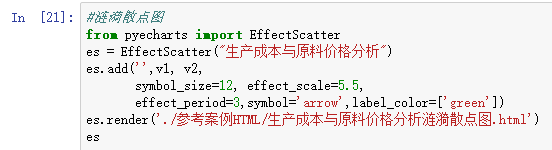 In [21]: #涟漪散点图
from pyecharts import EffectScatter
es = EffectScatter("生产成本与原料价格分析")
es.add('',v1, v2,
symbol_size=12, effect_scale=5.5,
effect_period=3,symbol='arrow',label_color=['green'])
es.render('./参考案例HTML/生产成本与原料价格分析涟漪散点图.html')
es